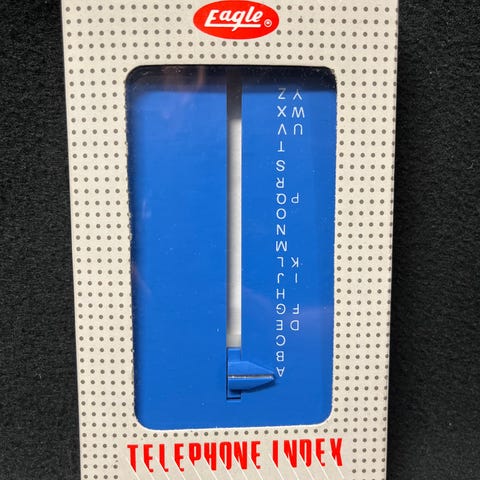 Eagle ®
A
B
C
D E
F G
H
I J
K L
M
N
O
P Q
R
S
T
U V
W X
Y Z
TELEPHONE INDEX